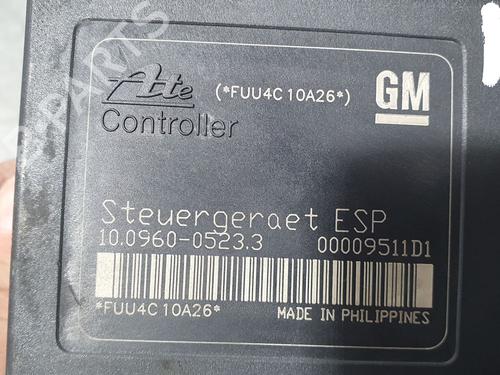 Ate (*FUU4C10A26*) GM
Controller
Steuergeraet ESP
10.0960-0523.3 00009511D1
*FUU4C10A26* MADE IN PHILIPPINES